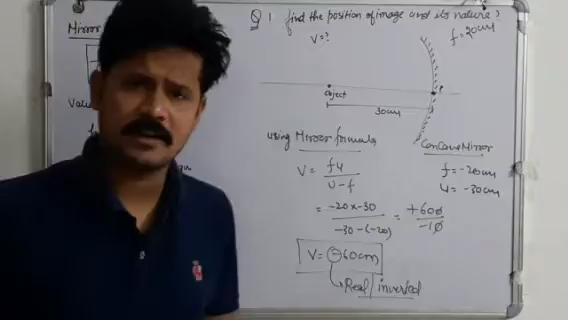 Mirror
Q 1 find the position of image and its nature?
V=?
f=20cm
object
P
30cm
using Mirror formula
ConCave Mirror
V = fu / u-f
f = -20cm
u = -30cm
= -20x-30 / -30-(-20) = +600 / -10
V= -60cm
Real / inverted